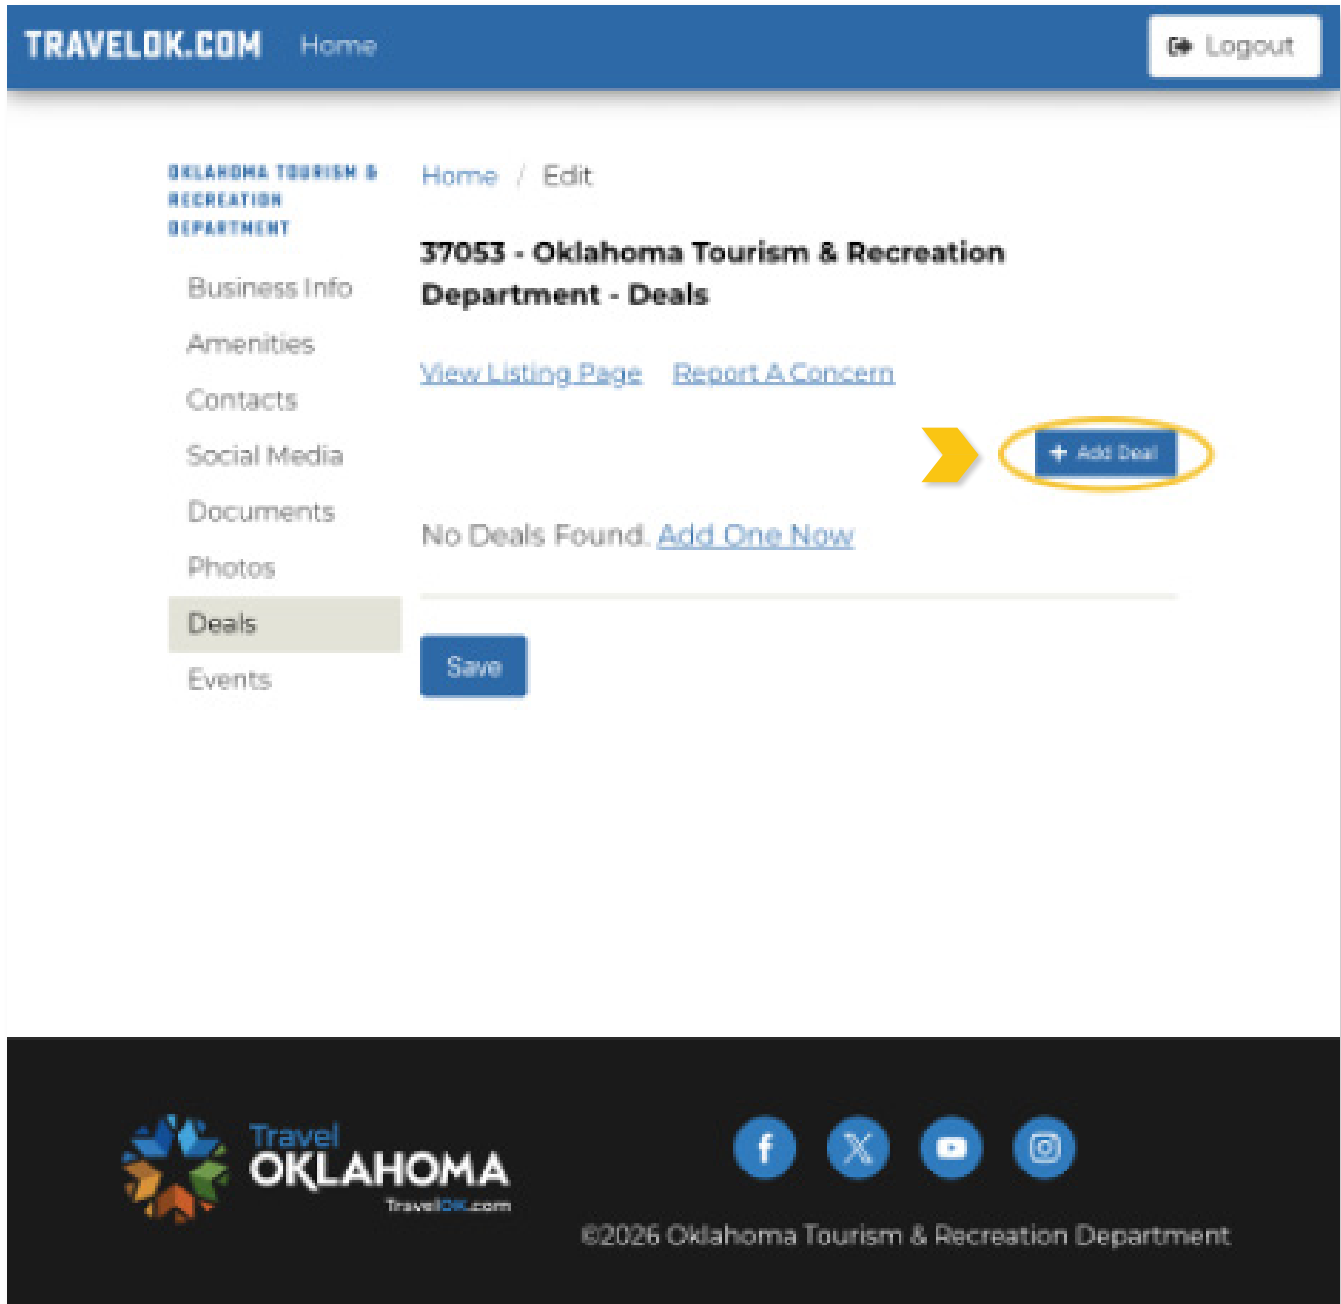 TRAVELOK.COM Home Logout
OKLAHOMA TOURISM &
RECREATION
DEPARTMENT
Business Info
Amenities
Contacts
Social Media
Documents
Photos
Deals
Events
Home / Edit
37053 - Oklahoma Tourism & Recreation
Department - Deals
View Listing Page Report A Concern
+ Add Deal
No Deals Found. Add One Now
Save
Travel
OKLAHOMA
TravelOK.com
©2026 Oklahoma Tourism & Recreation Department